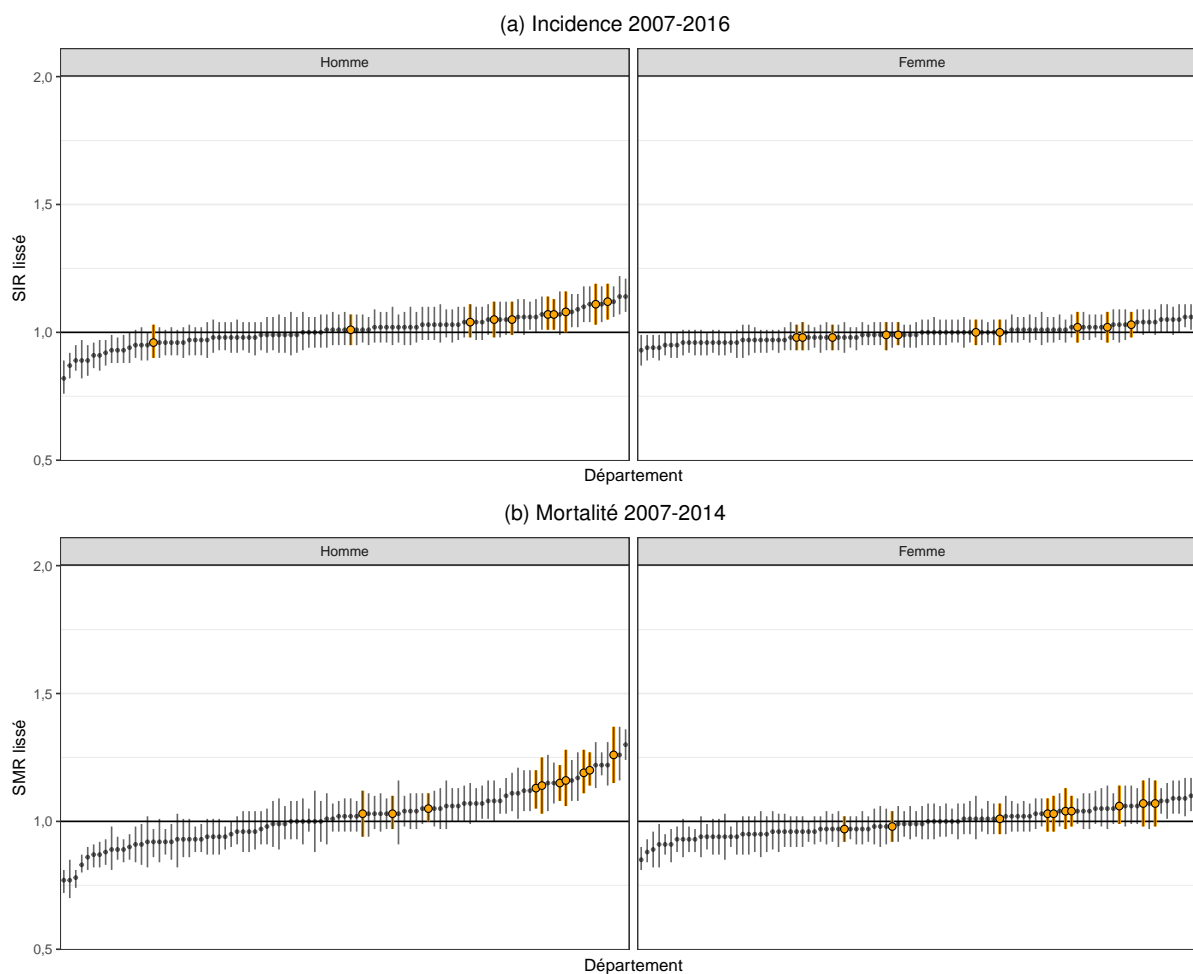 (a) Incidence 2007-2016
Homme
Femme
2,0
1,5
1,0
0,5
SIR lissé
Département
(b) Mortalité 2007-2014
Homme
Femme
2,0
1,5
1,0
0,5
SMR lissé
Département